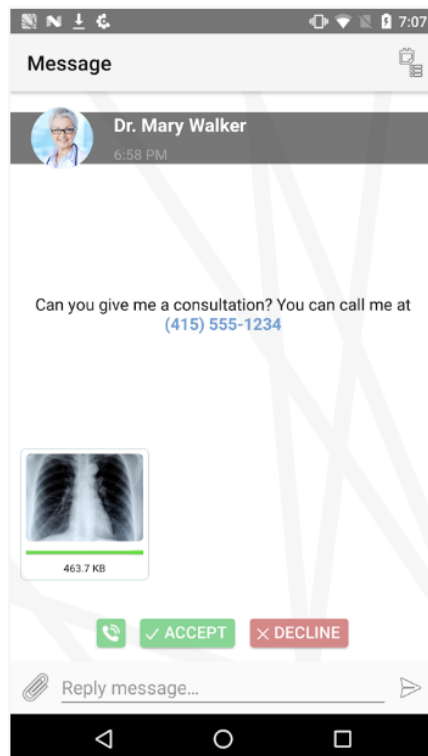 7:07
Message
Dr. Mary Walker
6:58 PM
Can you give me a consultation? You can call me at
(415) 555-1234
463.7 KB
ACCEPT
DECLINE
Reply message...